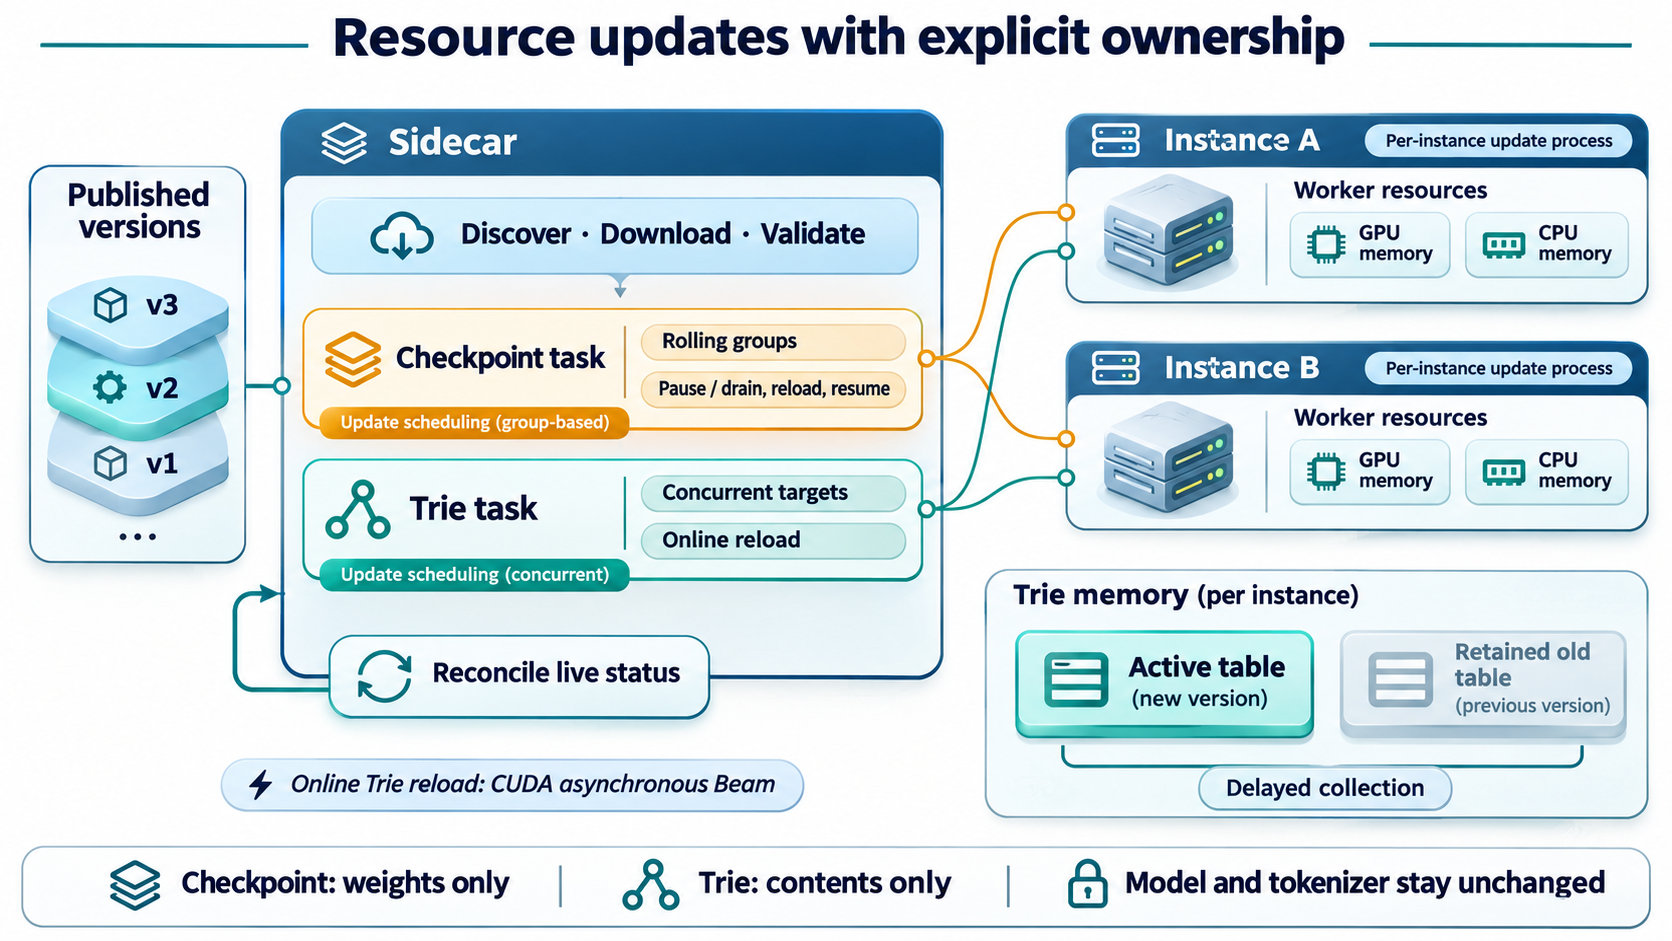 Resource updates with explicit ownership
Published
versions
v3
v2
v1
...
Sidecar
Discover · Download · Validate
Checkpoint task
Rolling groups
Pause / drain, reload, resume
Update scheduling (group-based)
Trie task
Concurrent targets
Online reload
Update scheduling (concurrent)
Reconcile live status
Online Trie reload: CUDA asynchronous Beam
Instance A
Per-instance update process
Worker resources
GPU
memory
CPU
memory
Instance B
Per-instance update process
Worker resources
GPU
memory
CPU
memory
Trie memory (per instance)
Active table
(new version)
Retained old
table
(previous version)
Delayed collection
Checkpoint: weights only
Trie: contents only
Model and tokenizer stay unchanged